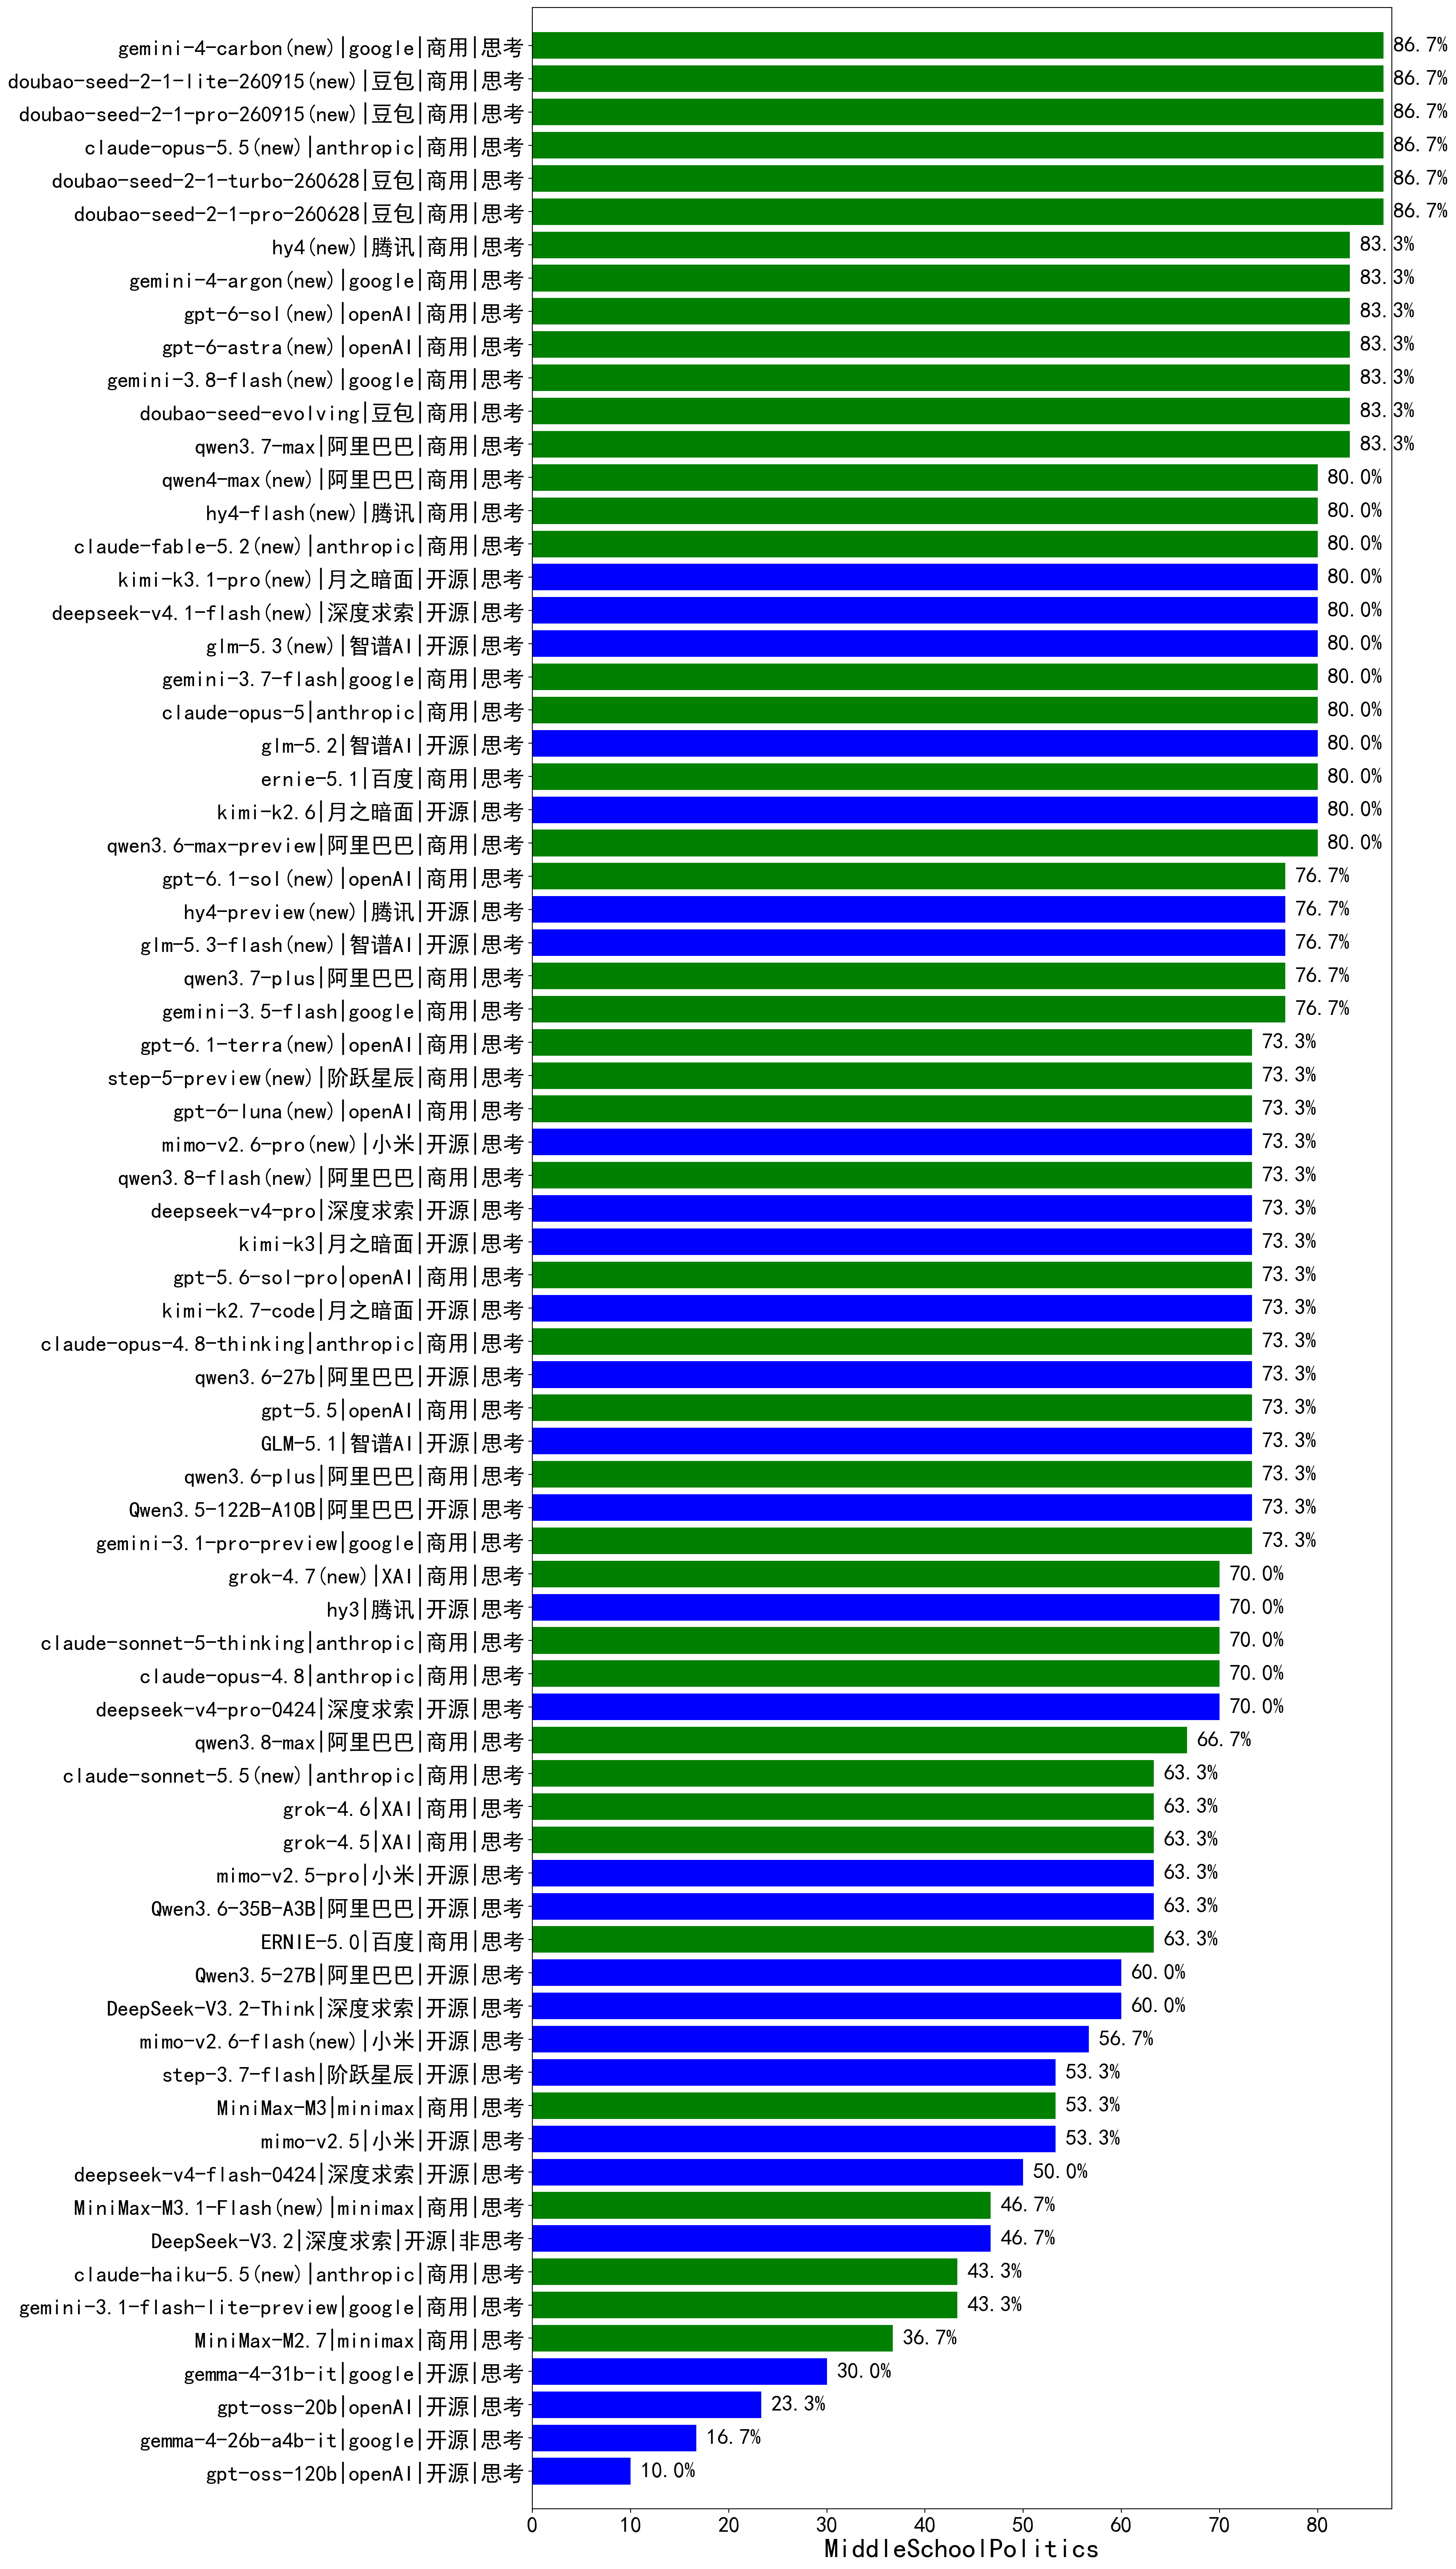 gemini-4-carbon(new)|google|商用|思考 86.7%
doubao-seed-2-1-lite-260915(new)|豆包|商用|思考 86.7%
doubao-seed-2-1-pro-260915(new)|豆包|商用|思考 86.7%
claude-opus-5.5(new)|anthropic|商用|思考 86.7%
doubao-seed-2-1-turbo-260628|豆包|商用|思考 86.7%
doubao-seed-2-1-pro-260628|豆包|商用|思考 86.7%
hy4(new)|腾讯|商用|思考 83.3%
gemini-4-argon(new)|google|商用|思考 83.3%
gpt-6-sol(new)|openAI|商用|思考 83.3%
gpt-6-astra(new)|openAI|商用|思考 83.3%
gemini-3.8-flash(new)|google|商用|思考 83.3%
doubao-seed-evolving|豆包|商用|思考 83.3%
qwen3.7-max|阿里巴巴|商用|思考 83.3%
qwen4-max(new)|阿里巴巴|商用|思考 80.0%
hy4-flash(new)|腾讯|商用|思考 80.0%
claude-fable-5.2(new)|anthropic|商用|思考 80.0%
kimi-k3.1-pro(new)|月之暗面|开源|思考 80.0%
deepseek-v4.1-flash(new)|深度求索|开源|思考 80.0%
glm-5.3(new)|智谱AI|开源|思考 80.0%
gemini-3.7-flash|google|商用|思考 80.0%
claude-opus-5|anthropic|商用|思考 80.0%
glm-5.2|智谱AI|开源|思考 80.0%
ernie-5.1|百度|商用|思考 80.0%
kimi-k2.6|月之暗面|开源|思考 80.0%
qwen3.6-max-preview|阿里巴巴|商用|思考 80.0%
gpt-6.1-sol(new)|openAI|商用|思考 76.7%
hy4-preview(new)|腾讯|开源|思考 76.7%
glm-5.3-flash(new)|智谱AI|开源|思考 76.7%
qwen3.7-plus|阿里巴巴|商用|思考 76.7%
gemini-3.5-flash|google|商用|思考 76.7%
gpt-6.1-terra(new)|openAI|商用|思考 73.3%
step-5-preview(new)|阶跃星辰|商用|思考 73.3%
gpt-6-luna(new)|openAI|商用|思考 73.3%
mimo-v2.6-pro(new)|小米|开源|思考 73.3%
qwen3.8-flash(new)|阿里巴巴|商用|思考 73.3%
deepseek-v4-pro|深度求索|开源|思考 73.3%
kimi-k3|月之暗面|开源|思考 73.3%
gpt-5.6-sol-pro|openAI|商用|思考 73.3%
kimi-k2.7-code|月之暗面|开源|思考 73.3%
claude-opus-4.8-thinking|anthropic|商用|思考 73.3%
qwen3.6-27b|阿里巴巴|开源|思考 73.3%
gpt-5.5|openAI|商用|思考 73.3%
GLM-5.1|智谱AI|开源|思考 73.3%
qwen3.6-plus|阿里巴巴|商用|思考 73.3%
Qwen3.5-122B-A10B|阿里巴巴|开源|思考 73.3%
gemini-3.1-pro-preview|google|商用|思考 73.3%
grok-4.7(new)|XAI|商用|思考 70.0%
hy3|腾讯|开源|思考 70.0%
claude-sonnet-5-thinking|anthropic|商用|思考 70.0%
claude-opus-4.8|anthropic|商用|思考 70.0%
deepseek-v4-pro-0424|深度求索|开源|思考 70.0%
qwen3.8-max|阿里巴巴|商用|思考 66.7%
claude-sonnet-5.5(new)|anthropic|商用|思考 63.3%
grok-4.6|XAI|商用|思考 63.3%
grok-4.5|XAI|商用|思考 63.3%
mimo-v2.5-pro|小米|开源|思考 63.3%
Qwen3.6-35B-A3B|阿里巴巴|开源|思考 63.3%
ERNIE-5.0|百度|商用|思考 63.3%
Qwen3.5-27B|阿里巴巴|开源|思考 60.0%
DeepSeek-V3.2-Think|深度求索|开源|思考 60.0%
mimo-v2.6-flash(new)|小米|开源|思考 56.7%
step-3.7-flash|阶跃星辰|开源|思考 53.3%
MiniMax-M3|minimax|商用|思考 53.3%
mimo-v2.5|小米|开源|思考 53.3%
deepseek-v4-flash-0424|深度求索|开源|思考 50.0%
MiniMax-M3.1-Flash(new)|minimax|商用|思考 46.7%
DeepSeek-V3.2|深度求索|开源|非思考 46.7%
claude-haiku-5.5(new)|anthropic|商用|思考 43.3%
gemini-3.1-flash-lite-preview|google|商用|思考 43.3%
MiniMax-M2.7|minimax|商用|思考 36.7%
gemma-4-31b-it|google|开源|思考 30.0%
gpt-oss-20b|openAI|开源|思考 23.3%
gemma-4-26b-a4b-it|google|开源|思考 16.7%
gpt-oss-120b|openAI|开源|思考 10.0%
0 10 20 30 40 50 60 70 80
MiddleSchoolPolitics